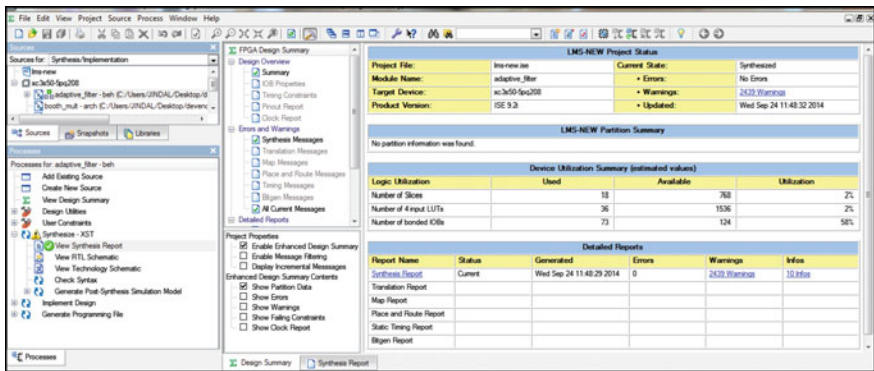 File Edit View Project Source Process Window Help
Sources
Sources for: Synthesis/Implementation
lms-new
xc3s50-5pq208
adaptive_filter - beh (C:/Users/JINDAL/Desktop/d
booth_mult - arch (C:/Users/JINDAL/Desktop/devend
Sources Snapshots Libraries
Processes
Processes for: adaptive_filter - beh
Add Existing Source
Create New Source
View Design Summary
Design Utilities
User Constraints
Synthesize - XST
View Synthesis Report
View RTL Schematic
View Technology Schematic
Check Syntax
Generate Post-Synthesis Simulation Model
Implement Design
Generate Programming File
Processes
FPGA Design Summary
Design Overview
Summary
IOB Properties
Timing Constraints
Pinout Report
Clock Report
Errors and Warnings
Synthesis Messages
Translation Messages
Map Messages
Place and Route Messages
Timing Messages
Bitgen Messages
All Current Messages
Detailed Reports
Project Properties
Enable Enhanced Design Summary
Enable Message Filtering
Display Incremental Messages
Enhanced Design Summary Contents
Show Partition Data
Show Errors
Show Warnings
Show Failing Constraints
Show Clock Report
Design Summary Synthesis Report
LMS-NEW Project Status
Project File: lms-new.ise Current State: Synthesized
Module Name: adaptive_filter • Errors: No Errors
Target Device: xc3s50-5pq208 • Warnings: 2439 Warnings
Product Version: ISE 9.2i • Updated: Wed Sep 24 11:48:32 2014
LMS-NEW Partition Summary
No partition information was found.
Device Utilization Summary (estimated values)
Logic Utilization Used Available Utilization
Number of Slices 18 768 2%
Number of 4 input LUTs 36 1536 2%
Number of bonded IOBs 73 124 58%
Detailed Reports
Report Name Status Generated Errors Warnings Infos
Synthesis Report Current Wed Sep 24 11:48:29 2014 0 2439 Warnings 10 Infos
Translation Report
Map Report
Place and Route Report
Static Timing Report
Bitgen Report